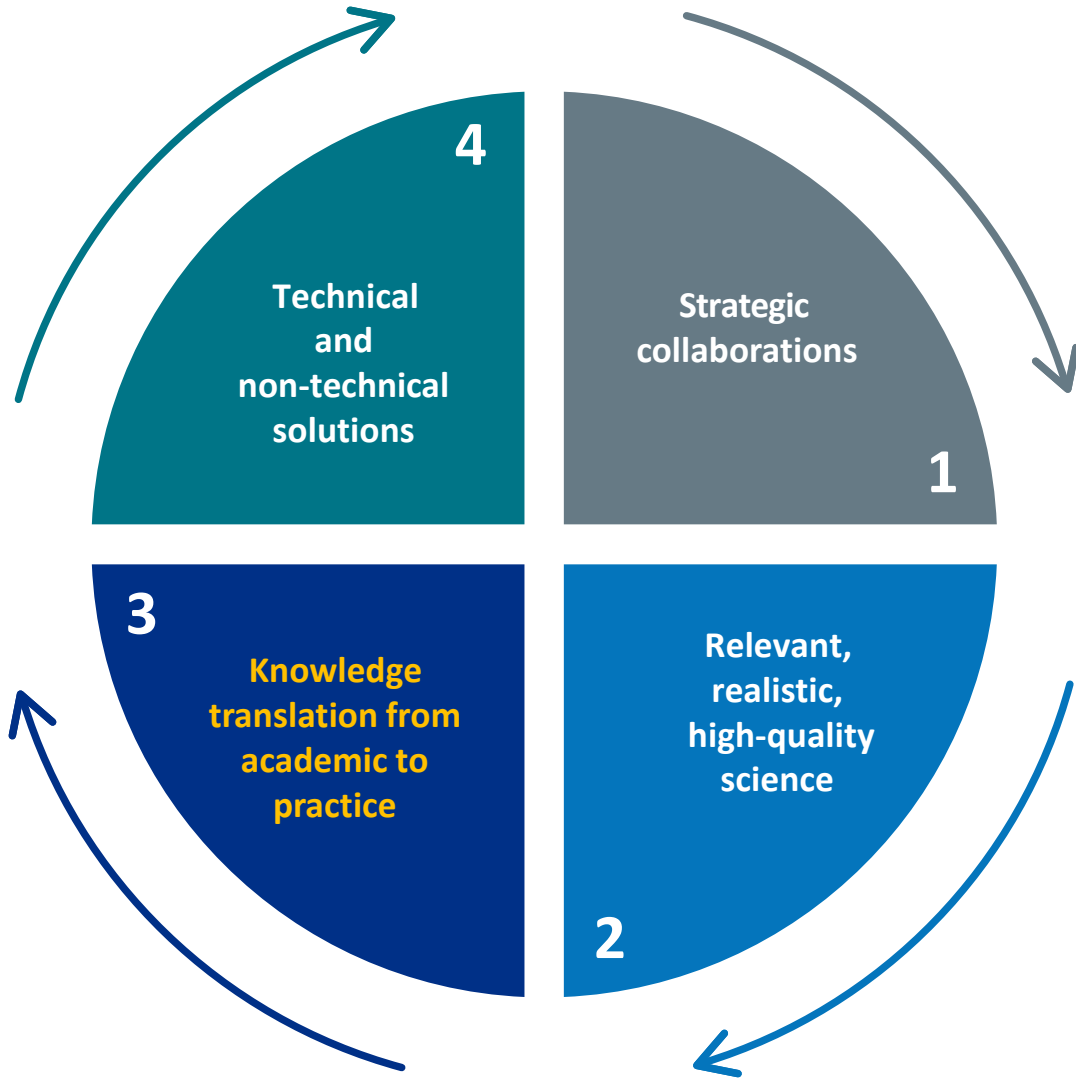 4
Technical
and
non-technical
solutions
Strategic
collaborations
1
3
Knowledge
translation from
academic to
practice
Relevant,
realistic,
high-quality
science
2